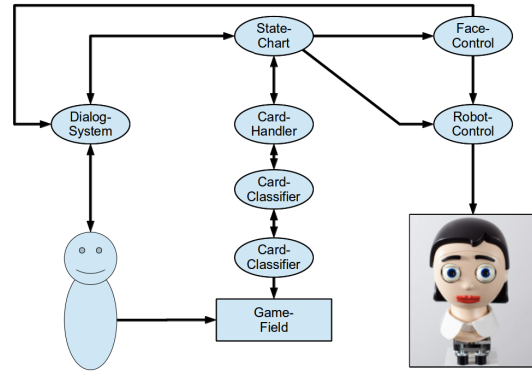 State-
Chart
Face-
Control
Dialog-
System
Card-
Handler
Robot-
Control
Card-
Classifier
Card-
Classifier
Game-
Field